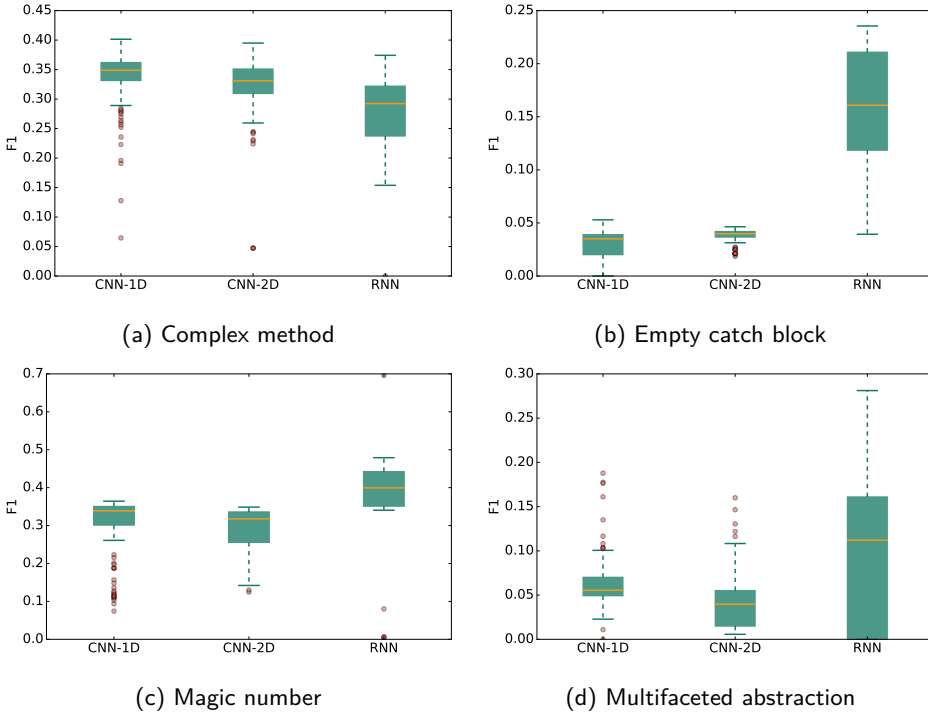 0.45
0.40
0.35
0.30
0.25
0.20
0.15
0.10
0.05
0.00
F1
CNN-1D CNN-2D RNN
(a) Complex method
0.25
0.20
0.15
0.10
0.05
0.00
F1
CNN-1D CNN-2D RNN
(b) Empty catch block
0.7
0.6
0.5
0.4
0.3
0.2
0.1
0.0
F1
CNN-1D CNN-2D RNN
(c) Magic number
0.30
0.25
0.20
0.15
0.10
0.05
0.00
F1
CNN-1D CNN-2D RNN
(d) Multifaceted abstraction